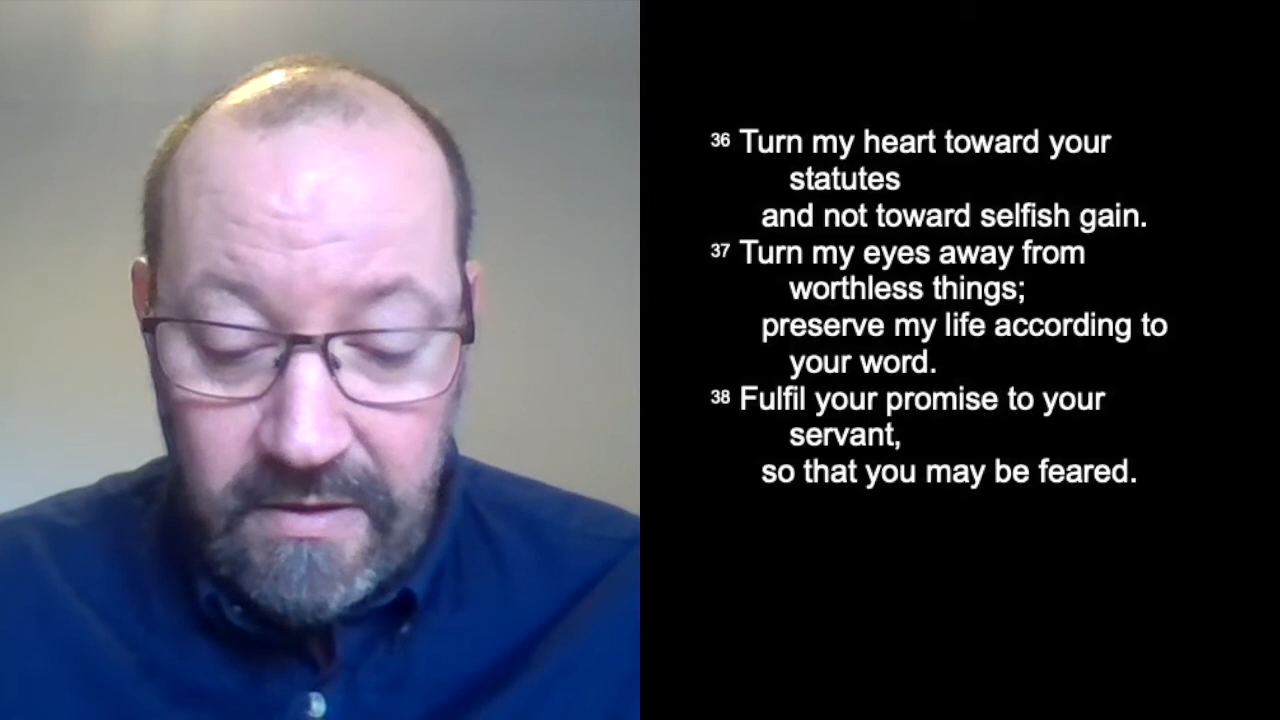 36 Turn my heart toward your
statutes
and not toward selfish gain.
37 Turn my eyes away from
worthless things;
preserve my life according to
your word.
38 Fulfil your promise to your
servant,
so that you may be feared.